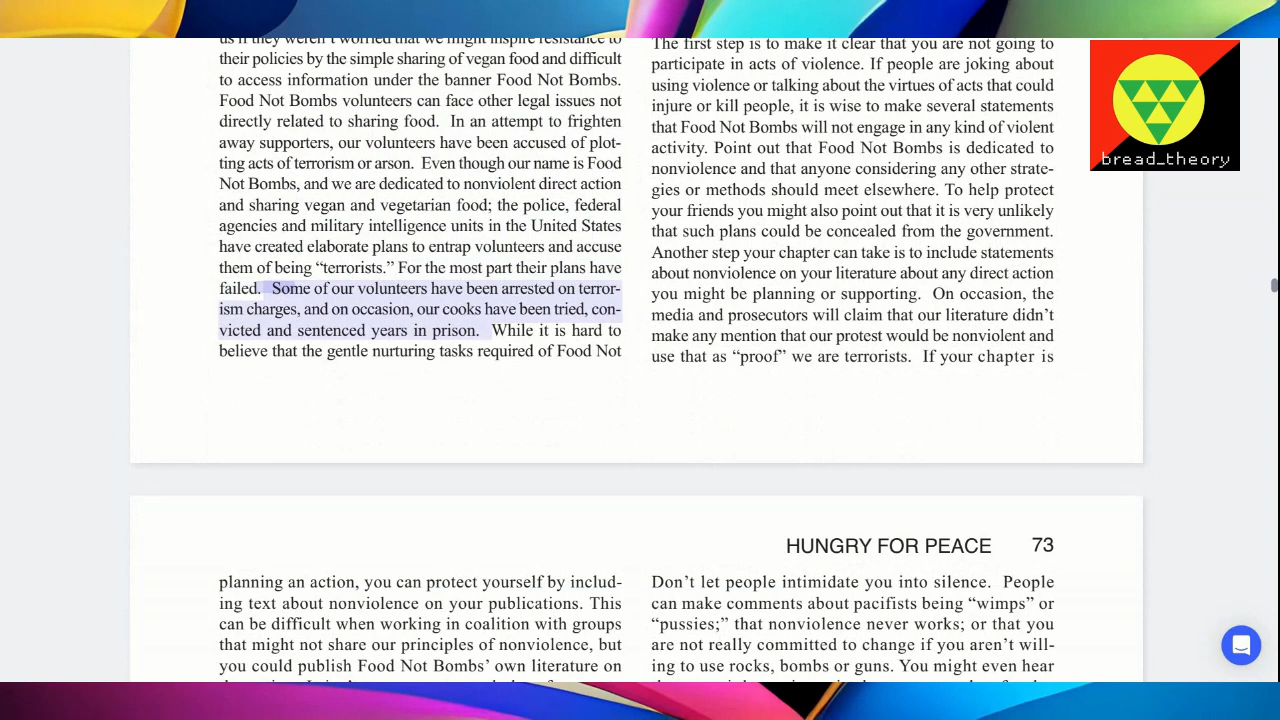 us if they weren't worried that we might inspire resistance to
their policies by the simple sharing of vegan food and difficult
to access information under the banner Food Not Bombs.
Food Not Bombs volunteers can face other legal issues not
directly related to sharing food.  In an attempt to frighten
away supporters, our volunteers have been accused of plot-
ting acts of terrorism or arson.  Even though our name is Food
Not Bombs, and we are dedicated to nonviolent direct action
and sharing vegan and vegetarian food; the police, federal
agencies and military intelligence units in the United States
have created elaborate plans to entrap volunteers and accuse
them of being “terrorists.” For the most part their plans have
failed.  Some of our volunteers have been arrested on terror-
ism charges, and on occasion, our cooks have been tried, con-
victed and sentenced years in prison.  While it is hard to
believe that the gentle nurturing tasks required of Food Not
The first step is to make it clear that you are not going to
participate in acts of violence. If people are joking about
using violence or talking about the virtues of acts that could
injure or kill people, it is wise to make several statements
that Food Not Bombs will not engage in any kind of violent
activity. Point out that Food Not Bombs is dedicated to
nonviolence and that anyone considering any other strate-
gies or methods should meet elsewhere. To help protect
your friends you might also point out that it is very unlikely
that such plans could be concealed from the government.
Another step your chapter can take is to include statements
about nonviolence on your literature about any direct action
you might be planning or supporting.  On occasion, the
media and prosecutors will claim that our literature didn't
make any mention that our protest would be nonviolent and
use that as “proof” we are terrorists.  If your chapter is
bread_theory
HUNGRY FOR PEACE 73
planning an action, you can protect yourself by includ-
ing text about nonviolence on your publications. This
can be difficult when working in coalition with groups
that might not share our principles of nonviolence, but
you could publish Food Not Bombs' own literature on
Don't let people intimidate you into silence.  People
can make comments about pacifists being “wimps” or
“pussies;” that nonviolence never works; or that you
are not really committed to change if you aren't will-
ing to use rocks, bombs or guns. You might even hear